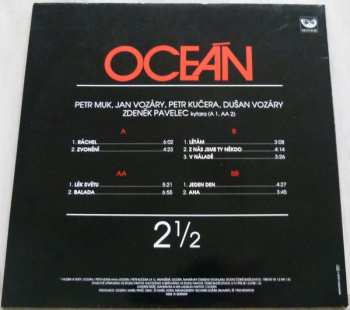 OCEÁN
PETR MUK, JAN VOZÁRY, PETR KUČERA, DUŠAN VOZÁRY
ZDENĚK PAVELEC kytara (A 1, AA 2)
A
1. RÁCHEL 6:02
2. ZVONĚNÍ 4:23
B
1. LÉTÁM 3:08
2. Z NÁS JSME TY NĚKDO 4:14
3. V NÁLADĚ 3:26
AA
1. LÉK SVĚTU 5:21
2. BALADA 6:55
BB
1. JEDEN DEN 4:27
2. AHA 3:45
2 1/2